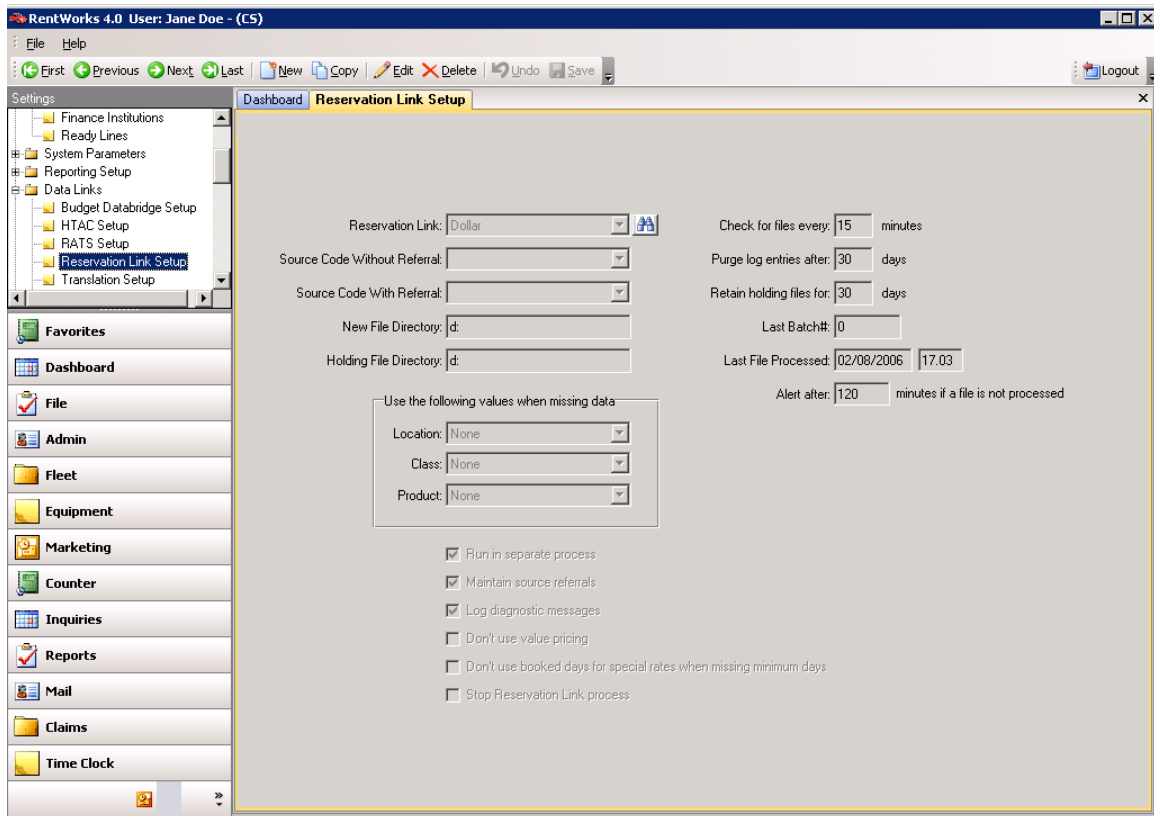 RentWorks 4.0 User: Jane Doe - (CS)
File Help
First Previous Next Last New Copy Edit Delete Undo Save Logout
Settings
Finance Institutions
Ready Lines
System Parameters
Reporting Setup
Data Links
Budget Databridge Setup
HTAC Setup
RATS Setup
Reservation Link Setup
Translation Setup
Favorites
Dashboard
File
Admin
Fleet
Equipment
Marketing
Counter
Inquiries
Reports
Mail
Claims
Time Clock
Dashboard Reservation Link Setup
Reservation Link: Dollar
Source Code Without Referral:
Source Code With Referral:
New File Directory: d:
Holding File Directory: d:
Use the following values when missing data
Location: None
Class: None
Product: None
Check for files every: 15 minutes
Purge log entries after: 30 days
Retain holding files for: 30 days
Last Batch#: 0
Last File Processed: 02/08/2006 17.03
Alert after: 120 minutes if a file is not processed
Run in separate process
Maintain source referrals
Log diagnostic messages
Don't use value pricing
Don't use booked days for special rates when missing minimum days
Stop Reservation Link process